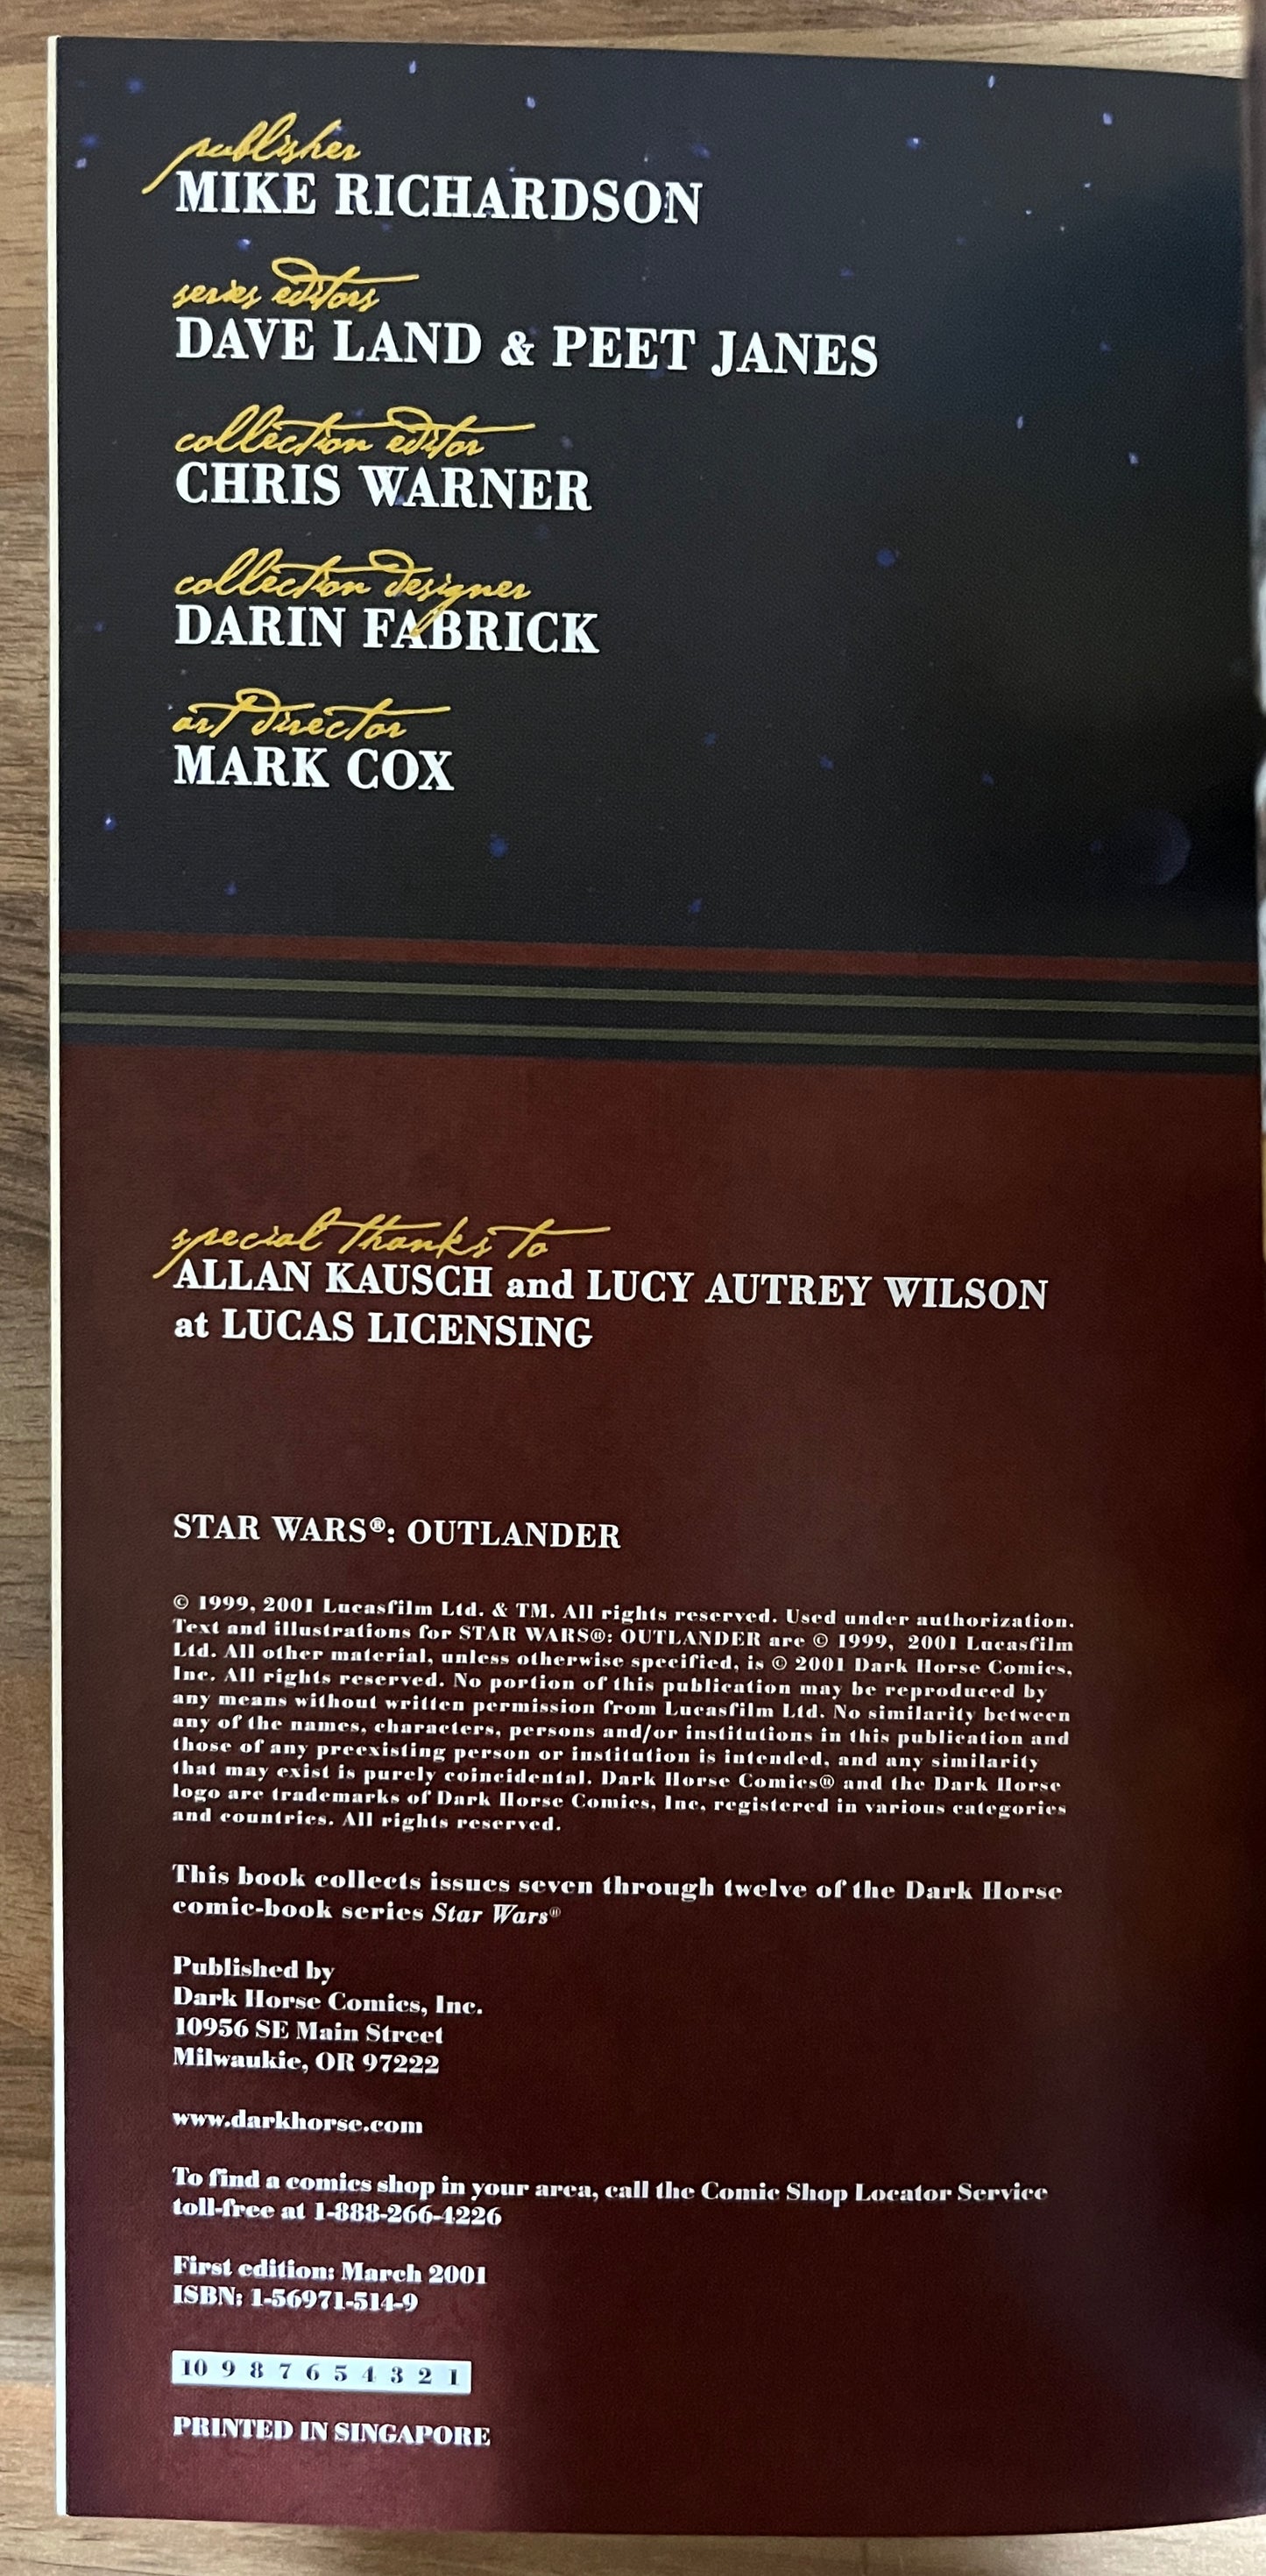 publisher
MIKE RICHARDSON
series editors
DAVE LAND & PEET JANES
collection editor
CHRIS WARNER
collection designer
DARIN FABRICK
art director
MARK COX
special thanks to
ALLAN KAUSCH and LUCY AUTREY WILSON
at LUCAS LICENSING
STAR WARS®: OUTLANDER
© 1999, 2001 Lucasfilm Ltd. & TM. All rights reserved. Used under authorization.
Text and illustrations for STAR WARS®: OUTLANDER are © 1999, 2001 Lucasfilm
Ltd. All other material, unless otherwise specified, is © 2001 Dark Horse Comics,
Inc. All rights reserved. No portion of this publication may be reproduced by
any means without written permission from Lucasfilm Ltd. No similarity between
any of the names, characters, persons and/or institutions in this publication and
those of any preexisting person or institution is intended, and any similarity
that may exist is purely coincidental. Dark Horse Comics® and the Dark Horse
logo are trademarks of Dark Horse Comics, Inc, registered in various categories
and countries. All rights reserved.
This book collects issues seven through twelve of the Dark Horse
comic-book series Star Wars®
Published by
Dark Horse Comics, Inc.
10956 SE Main Street
Milwaukie, OR 97222
www.darkhorse.com
To find a comics shop in your area, call the Comic Shop Locator Service
toll-free at 1-888-266-4226
First edition: March 2001
ISBN: 1-56971-514-9
10 9 8 7 6 5 4 3 2 1
PRINTED IN SINGAPORE